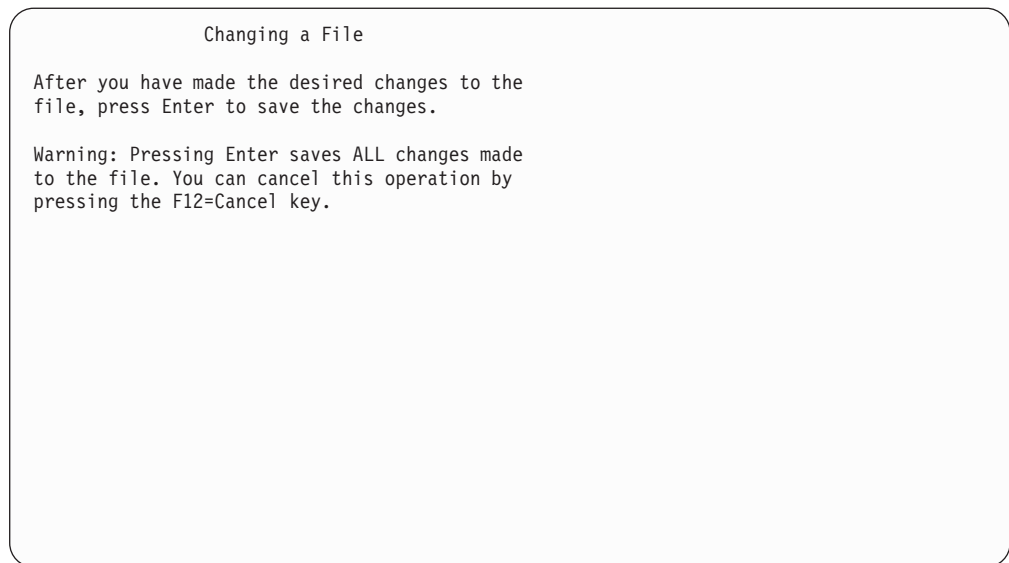 Changing a File
After you have made the desired changes to the
file, press Enter to save the changes.
Warning: Pressing Enter saves ALL changes made
to the file. You can cancel this operation by
pressing the F12=Cancel key.